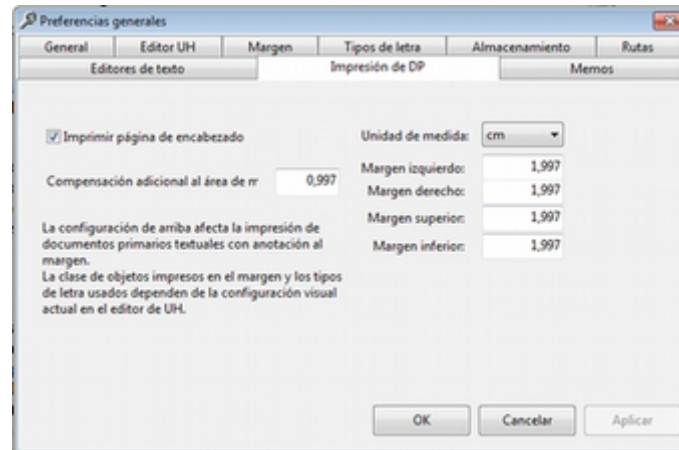 Preferencias generales
General Editor UH Margen Tipos de letra Almacenamiento Rutas
Editores de texto Impresión de DP Memos
Imprimir página de encabezado
Unidad de medida: cm
Compensación adicional al área de m 0,997
Margen izquierdo: 1,997
Margen derecho: 1,997
Margen superior: 1,997
Margen inferior: 1,997
La configuración de arriba afecta la impresión de
documentos primarios textuales con anotación al
margen.
La clase de objetos impresos en el margen y los tipos
de letra usados dependen de la configuración visual
actual en el editor de UH.
OK Cancelar Aplicar